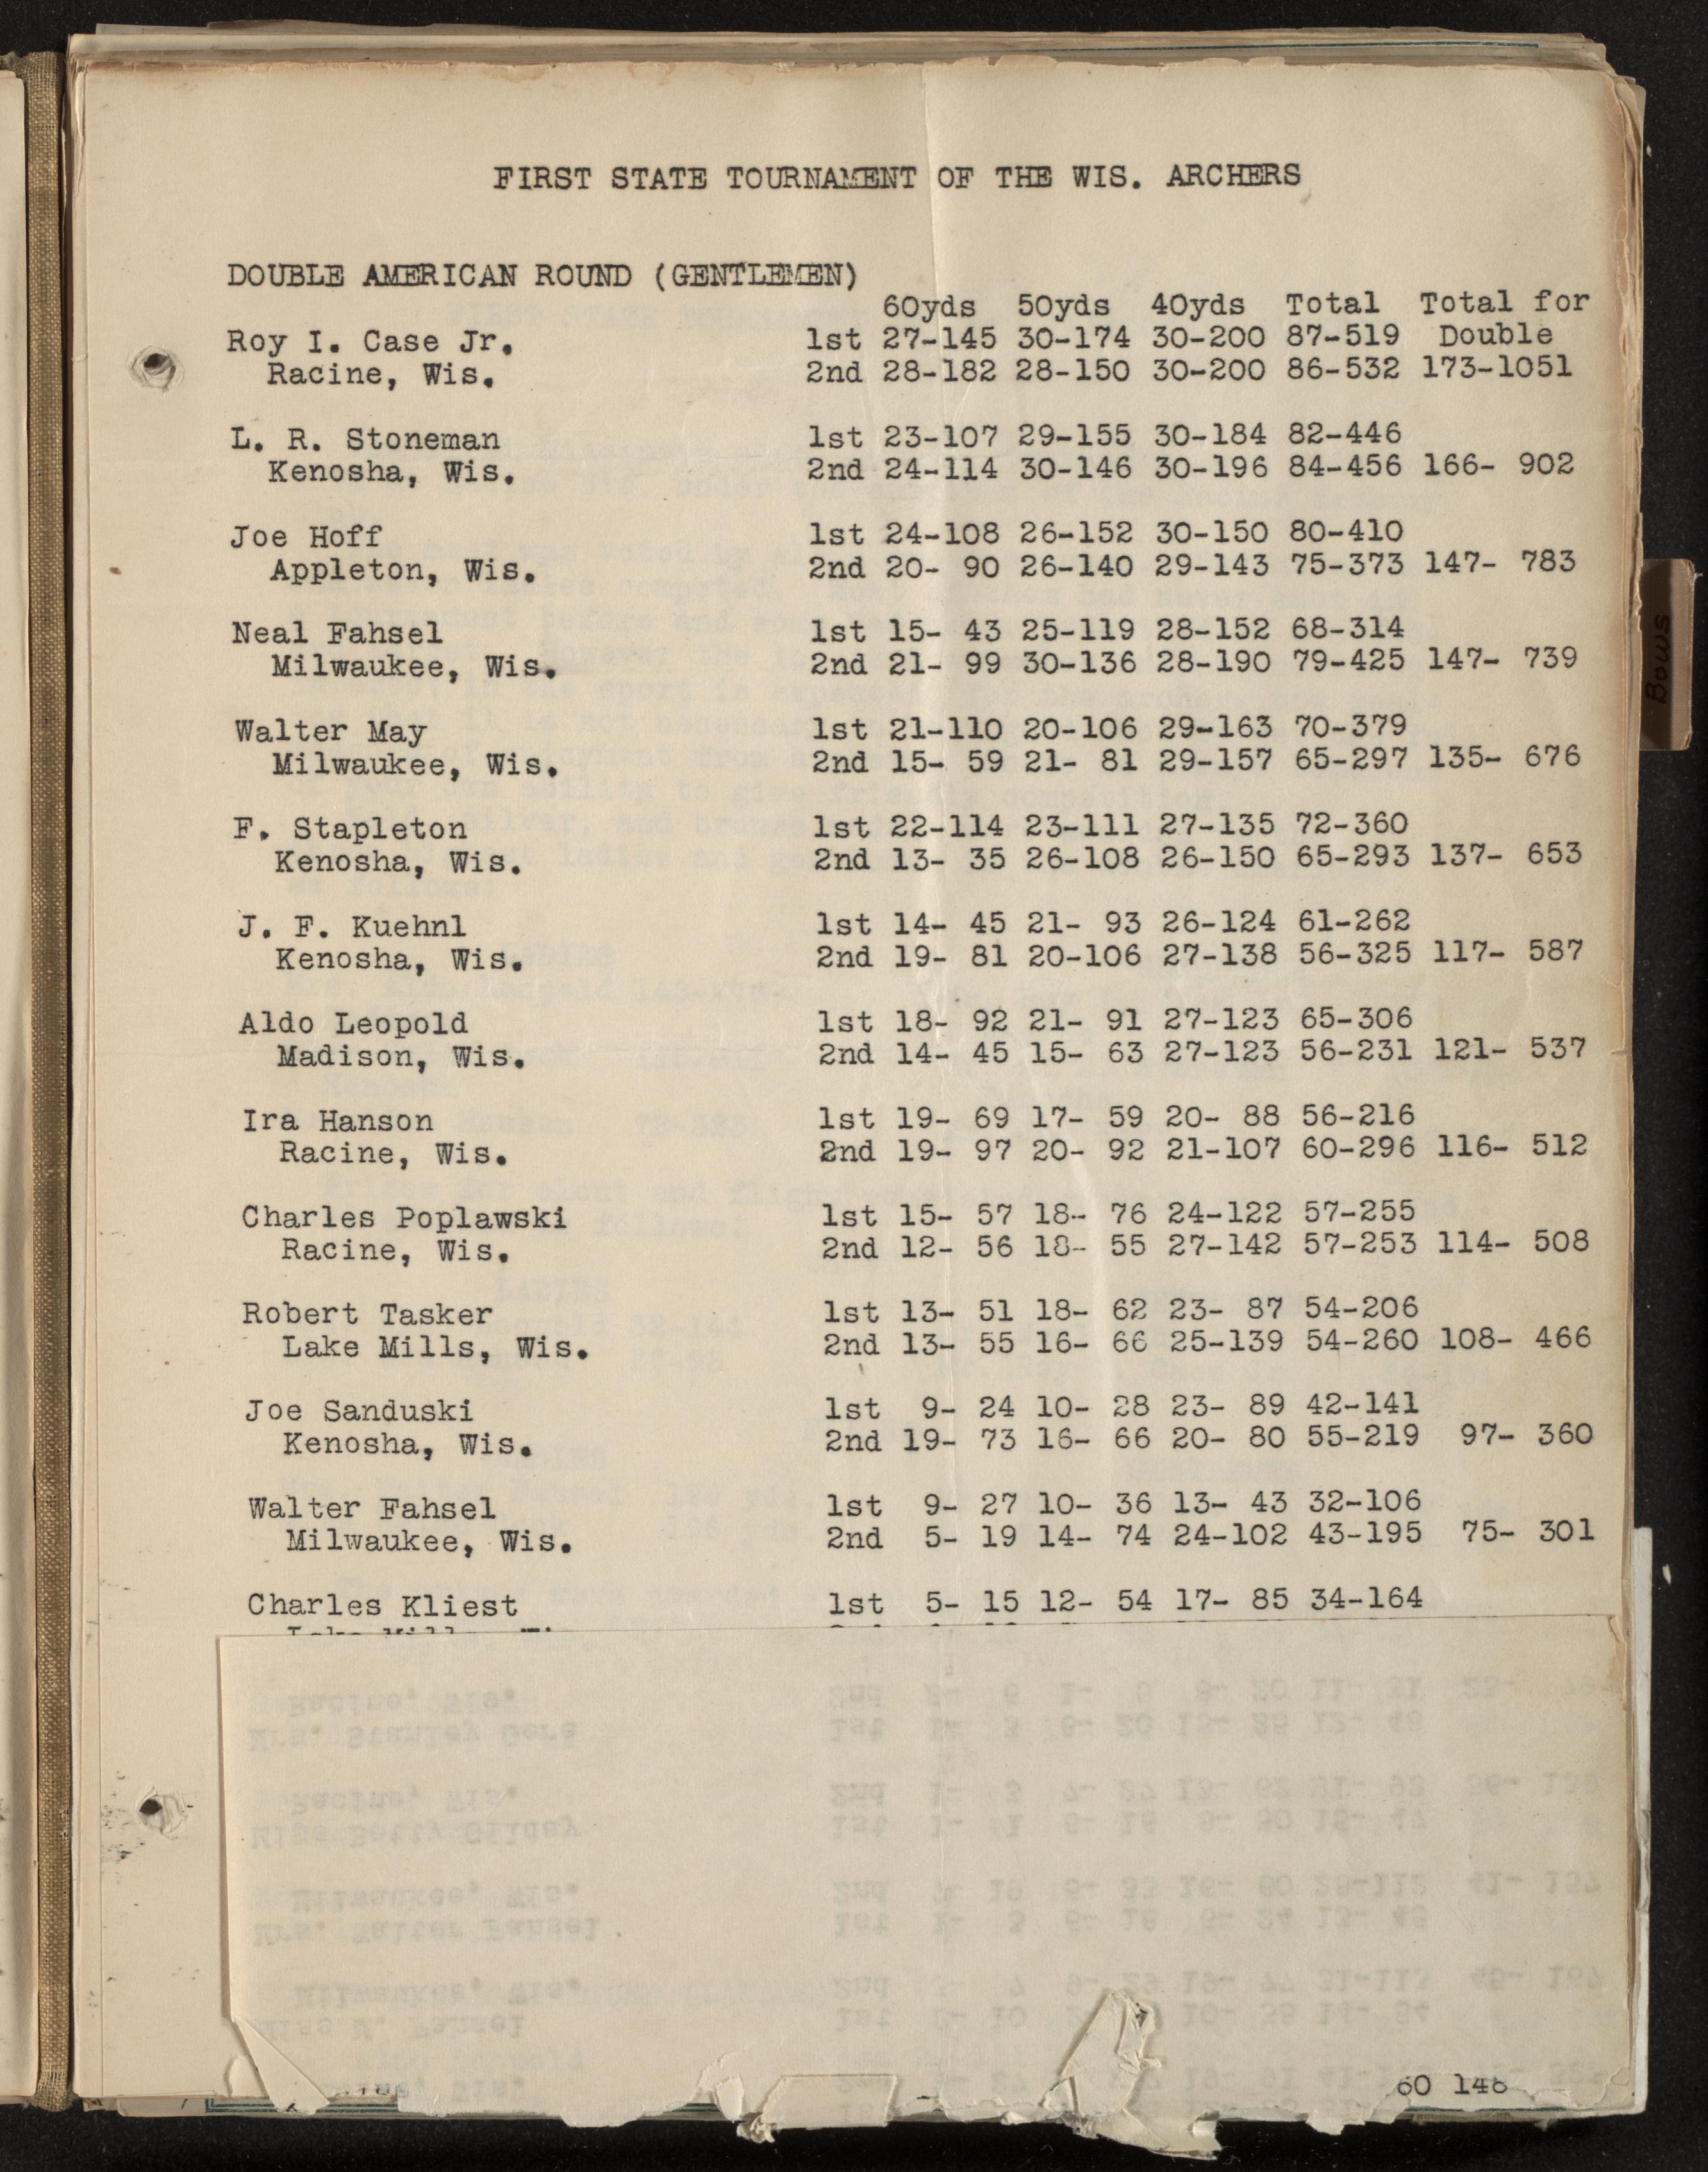 FIRST STATE TOURNAMENT OF THE WIS. ARCHERS
DOUBLE AMERICAN ROUND (GENTLEMEN)
60yds 50yds 40yds Total Total for
Roy I. Case Jr. 1st 27-145 30-174 30-200 87-519 Double
Racine, Wis. 2nd 28-182 28-150 30-200 86-532 173-1051
L. R. Stoneman 1st 23-107 29-155 30-184 82-446
Kenosha, Wis. 2nd 24-114 30-146 30-196 84-456 166- 902
Joe Hoff 1st 24-108 26-152 30-150 80-410
Appleton, Wis. 2nd 20- 90 26-140 29-143 75-373 147- 783
Neal Fahsel 1st 15- 43 25-119 28-152 68-314
Milwaukee, Wis. 2nd 21- 99 30-136 28-190 79-425 147- 739
Walter May 1st 21-110 20-106 29-163 70-379
Milwaukee, Wis. 2nd 15- 59 21- 81 29-157 65-297 135- 676
F. Stapleton 1st 22-114 23-111 27-135 72-360
Kenosha, Wis. 2nd 13- 35 26-108 26-150 65-293 137- 653
J. F. Kuehnl 1st 14- 45 21- 93 26-124 61-262
Kenosha, Wis. 2nd 19- 81 20-106 27-138 56-325 117- 587
Aldo Leopold 1st 18- 92 21- 91 27-123 65-306
Madison, Wis. 2nd 14- 45 15- 63 27-123 56-231 121- 537
Ira Hanson 1st 19- 69 17- 59 20- 88 56-216
Racine, Wis. 2nd 19- 97 20- 92 21-107 60-296 116- 512
Charles Poplawski 1st 15- 57 18- 76 24-122 57-255
Racine, Wis. 2nd 12- 56 18- 55 27-142 57-253 114- 508
Robert Tasker 1st 13- 51 18- 62 23- 87 54-206
Lake Mills, Wis. 2nd 13- 55 16- 66 25-139 54-260 108- 466
Joe Sanduski 1st 9- 24 10- 28 23- 89 42-141
Kenosha, Wis. 2nd 19- 73 16- 66 20- 80 55-219 97- 360
Walter Fahsel 1st 9- 27 10- 36 13- 43 32-106
Milwaukee, Wis. 2nd 5- 19 14- 74 24-102 43-195 75- 301
Charles Kliest 1st 5- 15 12- 54 17- 85 34-164
60 148
Bows